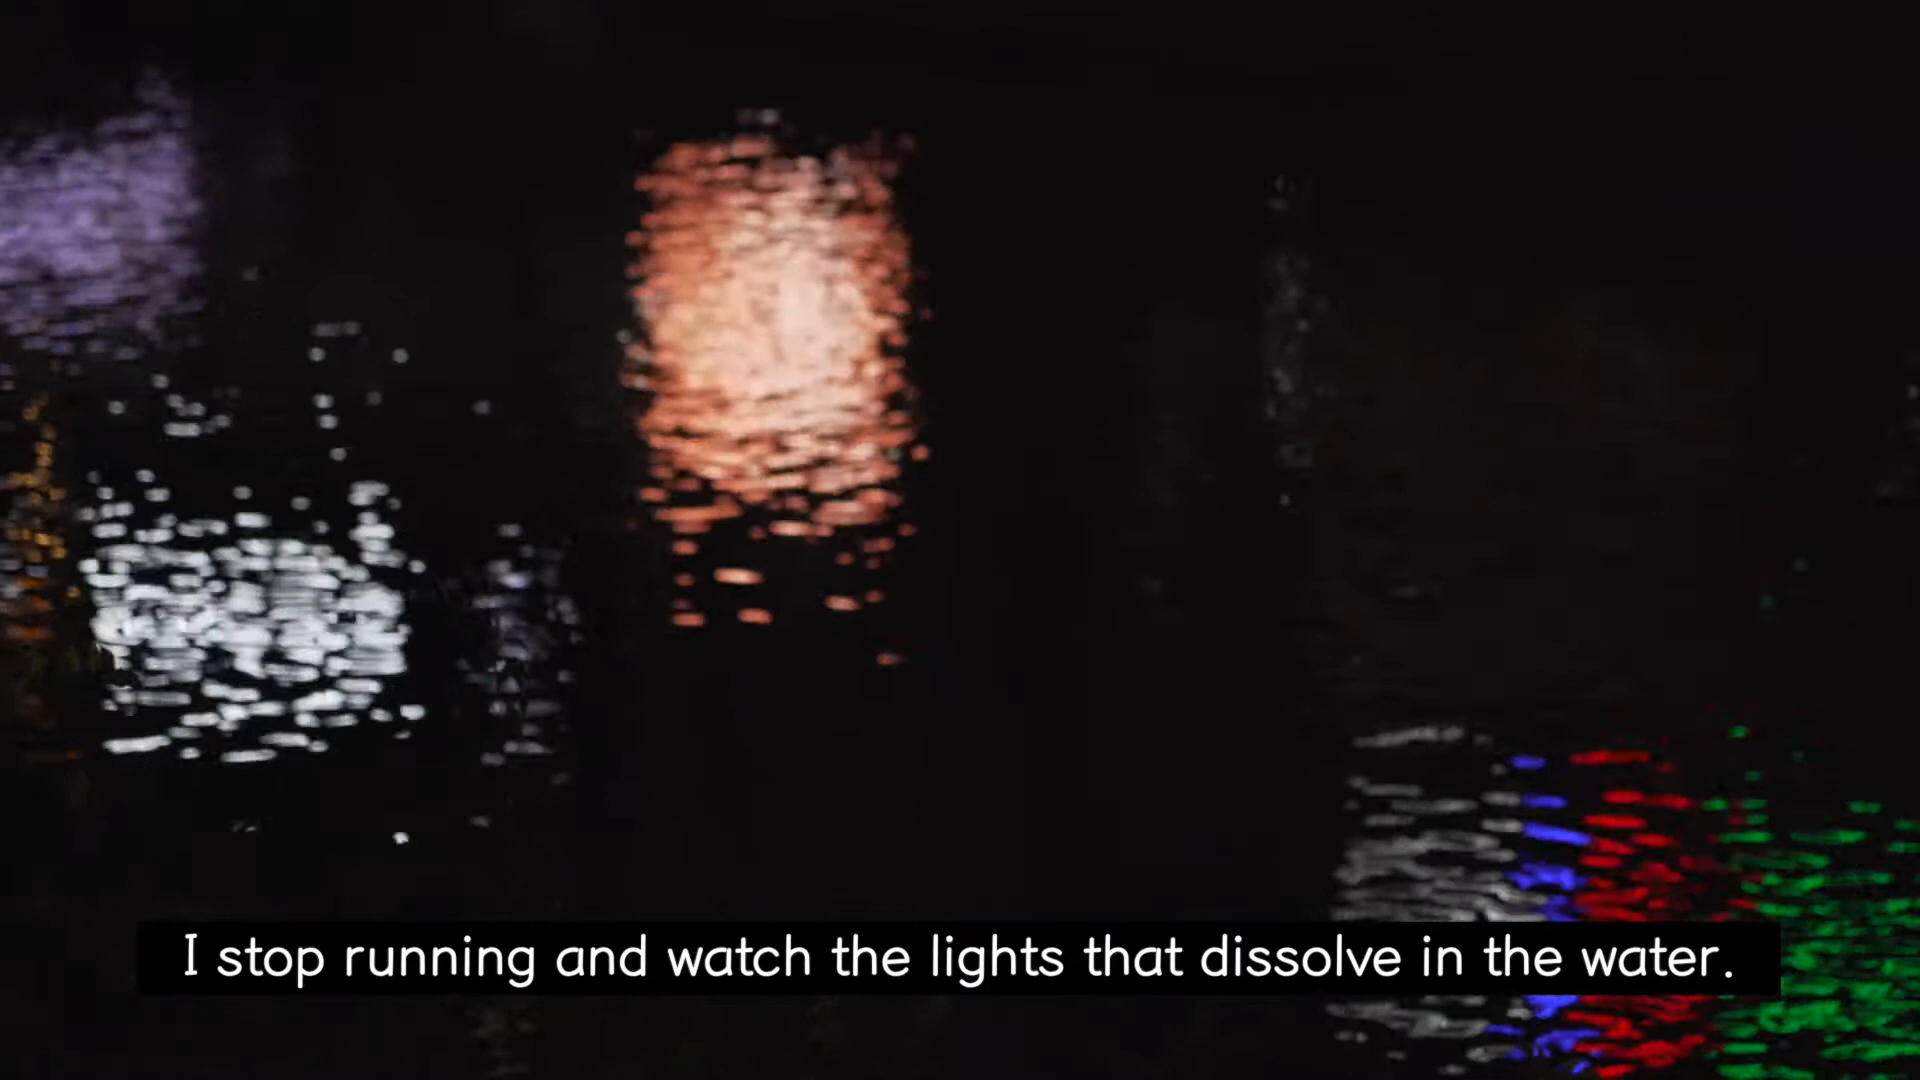 I stop running and watch the lights that dissolve in the water.